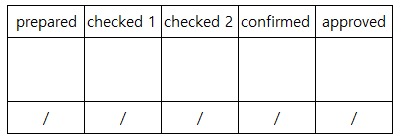 prepared checked 1 checked 2 confirmed approved
/ / / / /